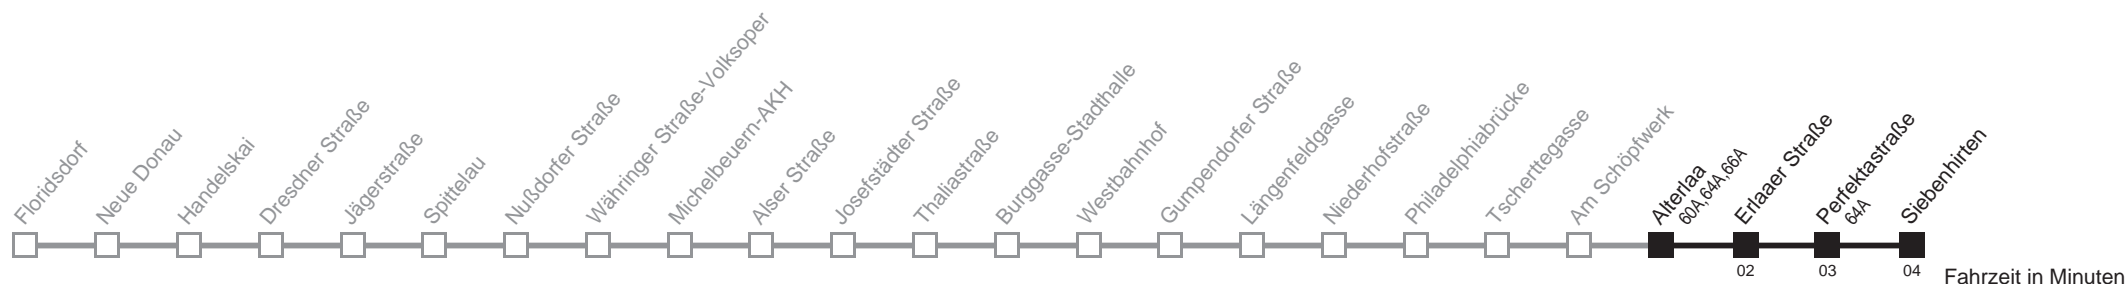 Floridsdorf
Neue Donau
Handelskai
Dresdner Straße
Jägerstraße
Spittelau
Nußdorfer Straße
Währinger Straße-Volksoper
Michelbeuern-AKH
Alser Straße
Josefstädter Straße
Thaliastraße
Burggasse-Stadthalle
Westbahnhof
Gumpendorfer Straße
Längenfeldgasse
Niederhofstraße
Philadelphiabrücke
Tscherttegasse
Am Schöpfwerk
Alterlaa
60A,64A,66A
Erlaaer Straße
Perfektastraße
64A
Siebenhirten
02
03
04
Fahrzeit in Minuten